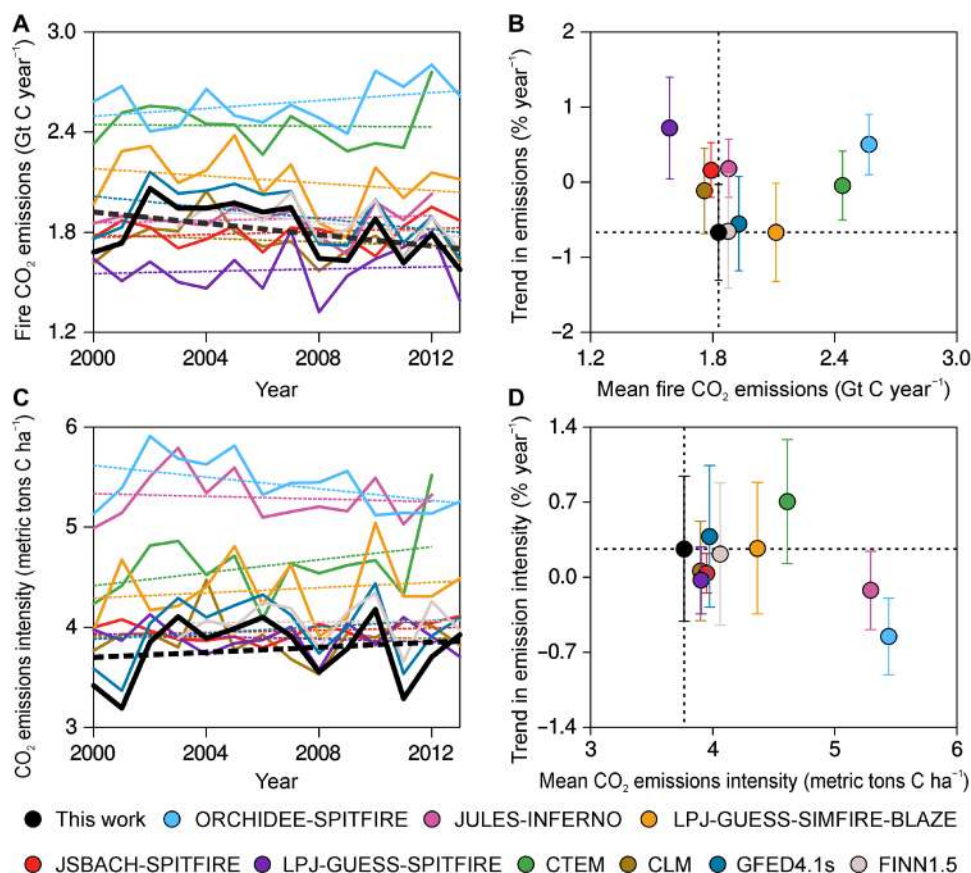 A
Fire CO₂ emissions (Gt C year⁻¹)
3.0
2.4
1.8
1.2
2000
2004
2008
2012
Year
B
Trend in emissions (% year⁻¹)
2
1
0
−1
−2
1.2
1.8
2.4
3.0
Mean fire CO₂ emissions (Gt C year⁻¹)
C
CO₂ emissions intensity (metric tons C ha⁻¹)
6
5
4
3
2000
2004
2008
2012
Year
D
Trend in emission intensity (% year⁻¹)
1.4
0.7
0.0
−0.7
−1.4
3
4
5
6
Mean CO₂ emissions intensity (metric tons C ha⁻¹)
This work ORCHIDEE-SPITFIRE JULES-INFERNO LPJ-GUESS-SIMFIRE-BLAZE
JSBACH-SPITFIRE LPJ-GUESS-SPITFIRE CTEM CLM GFED4.1s FINN1.5